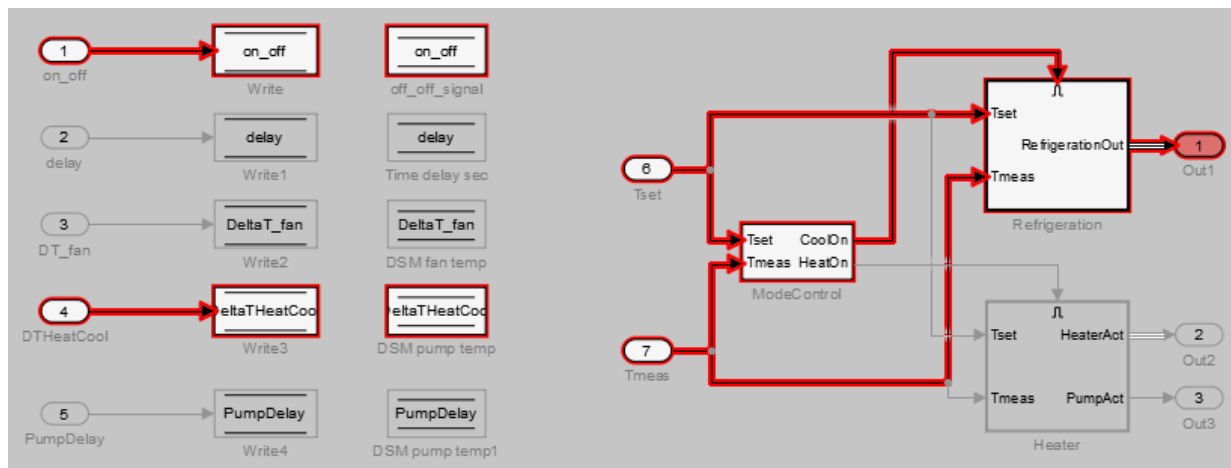 1
on_off
on_off
Write
on_off
off_off_signal
2
delay
delay
Write1
delay
Time delay sec
3
DT_fan
DeltaT_fan
Write2
DeltaT_fan
DSM fan temp
4
DTHeatCool
DeltaTHeatCool
Write3
DeltaTHeatCool
DSM pump temp
5
PumpDelay
PumpDelay
Write4
PumpDelay
DSM pump temp1
6
Tset
7
Tmeas
Tset CoolOn
Tmeas HeatOn
ModeControl
Tset
RefrigerationOut
Tmeas
Refrigeration
1
Out1
Tset HeaterAct
Tmeas PumpAct
Heater
2
Out2
3
Out3